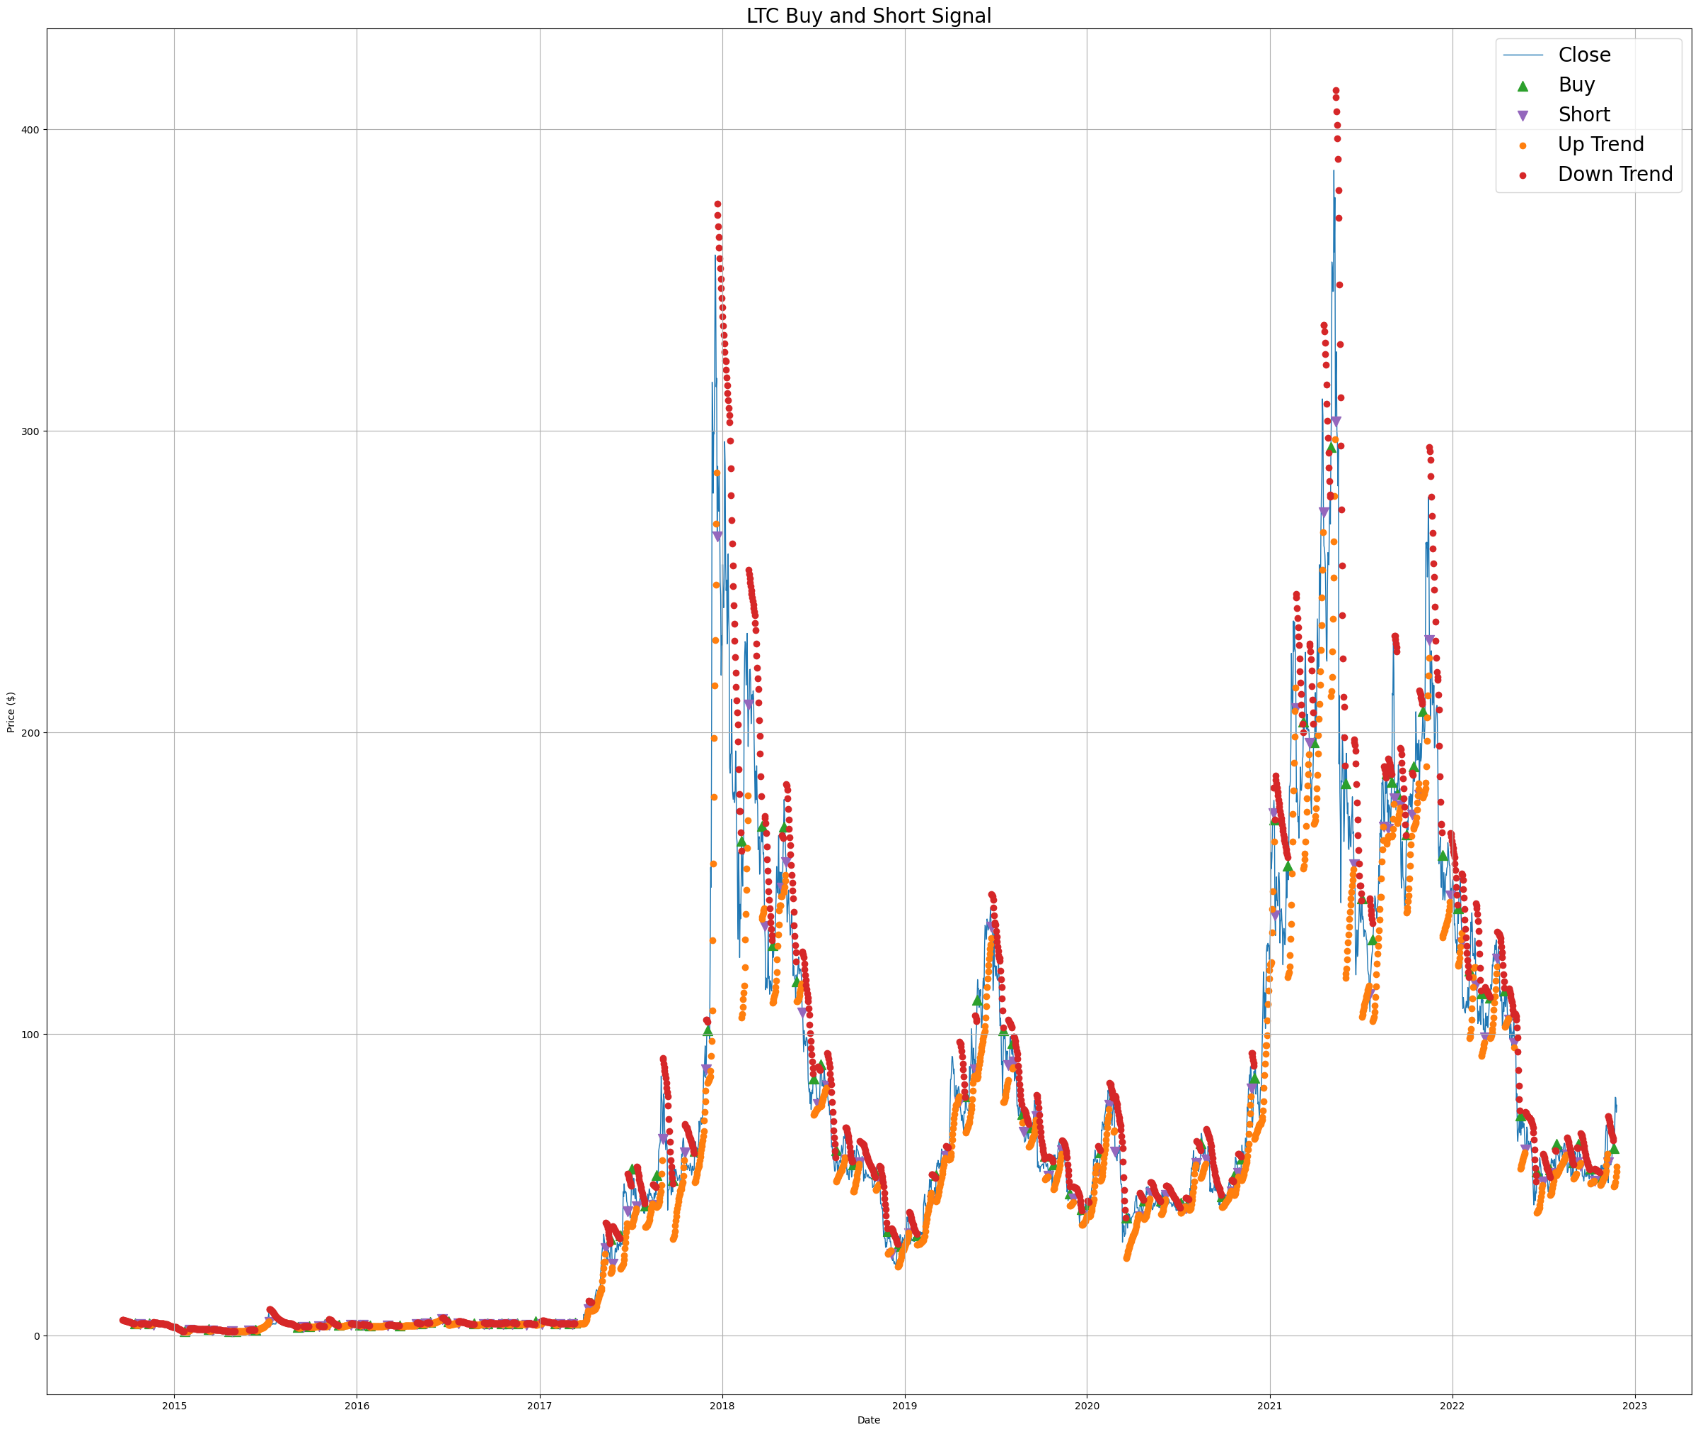 LTC Buy and Short Signal
Close
Buy
Short
Up Trend
Down Trend
400
300
200
100
0
Price ($)
2015 2016 2017 2018 2019 2020 2021 2022 2023
Date